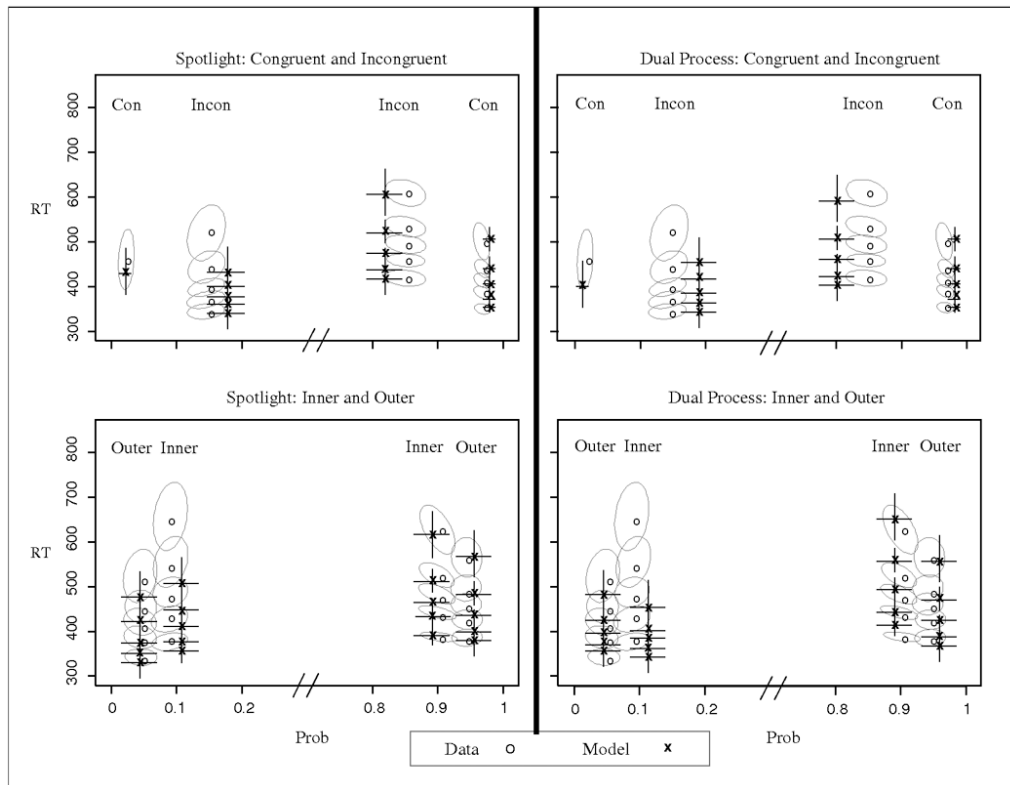 Spotlight: Congruent and Incongruent
Con Incon Incon Con
800
700
600
500
400
300
RT
Dual Process: Congruent and Incongruent
Con Incon Incon Con
Spotlight: Inner and Outer
Outer Inner Inner Outer
800
700
600
500
400
300
RT
0 0.1 0.2 0.8 0.9 1
Prob
Dual Process: Inner and Outer
Outer Inner Inner Outer
0 0.1 0.2 0.8 0.9 1
Prob
Data o Model x